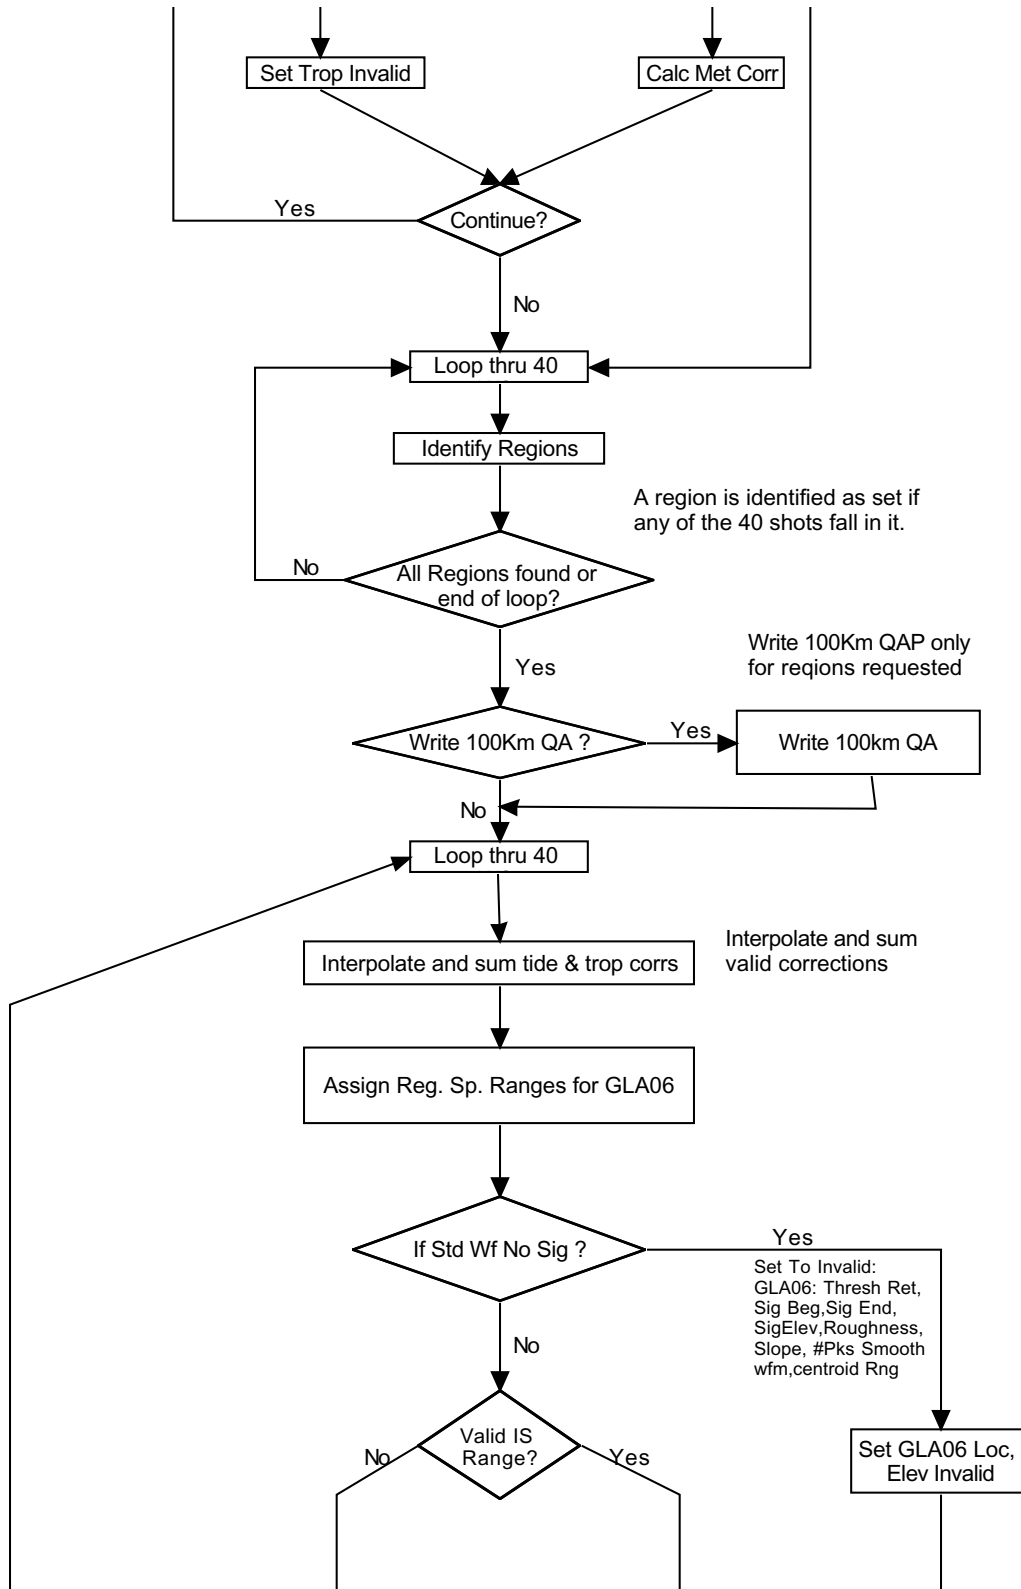 Set Trop Invalid
Calc Met Corr
Yes
Continue?
No
Loop thru 40
Identify Regions
A region is identified as set if
any of the 40 shots fall in it.
No
All Regions found or
end of loop?
Yes
Write 100Km QAP only
for reqions requested
Write 100Km QA ?
Yes
Write 100km QA
No
Loop thru 40
Interpolate and sum tide & trop corrs
Interpolate and sum
valid corrections
Assign Reg. Sp. Ranges for GLA06
If Std Wf No Sig ?
Yes
Set To Invalid:
GLA06: Thresh Ret,
Sig Beg,Sig End,
SigElev,Roughness,
Slope, #Pks Smooth
wfm,centroid Rng
No
No
Valid IS
Range?
Yes
Set GLA06 Loc,
Elev Invalid